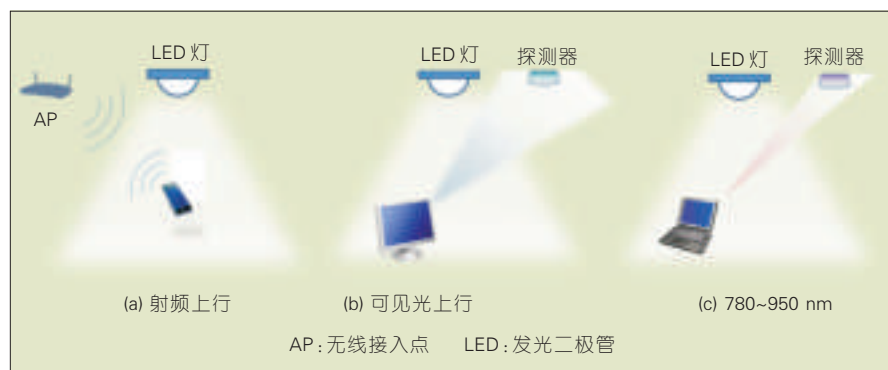 LED 灯 LED 灯 探测器 LED 灯 探测器
AP
(a) 射频上行 (b) 可见光上行 (c) 780~950 nm
AP：无线接入点 LED：发光二极管